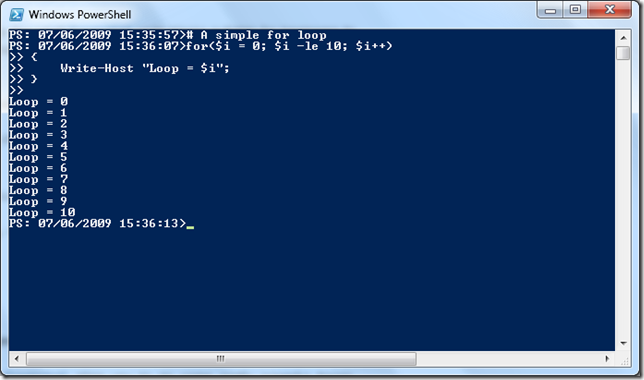 Windows PowerShell
PS: 07/06/2009 15:35:57># A simple for loop
PS: 07/06/2009 15:36:07>for($i = 0; $i -le 10; $i++)
>> {
>>     Write-Host "Loop = $i";
>> }
>>
Loop = 0
Loop = 1
Loop = 2
Loop = 3
Loop = 4
Loop = 5
Loop = 6
Loop = 7
Loop = 8
Loop = 9
Loop = 10
PS: 07/06/2009 15:36:13>